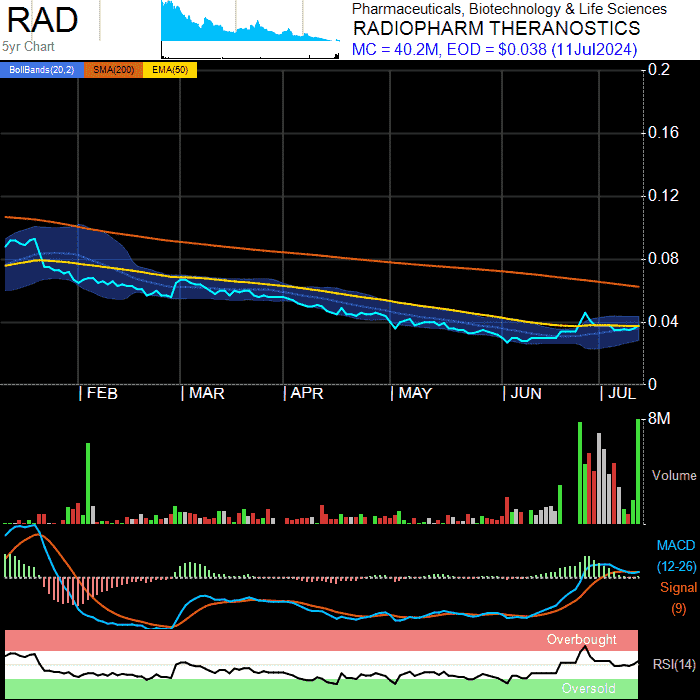 RAD
5yr Chart
Pharmaceuticals, Biotechnology & Life Sciences
RADIOPHARM THERANOSTICS
MC = 40.2M, EOD = $0.038 (11Jul2024)
BollBands(20,2) SMA(200) EMA(50)
0.2
0.16
0.12
0.08
0.04
0
| FEB | MAR | APR | MAY | JUN | JUL
8M
Volume
MACD
(12-26)
Signal
(9)
Overbought
RSI(14)
Oversold